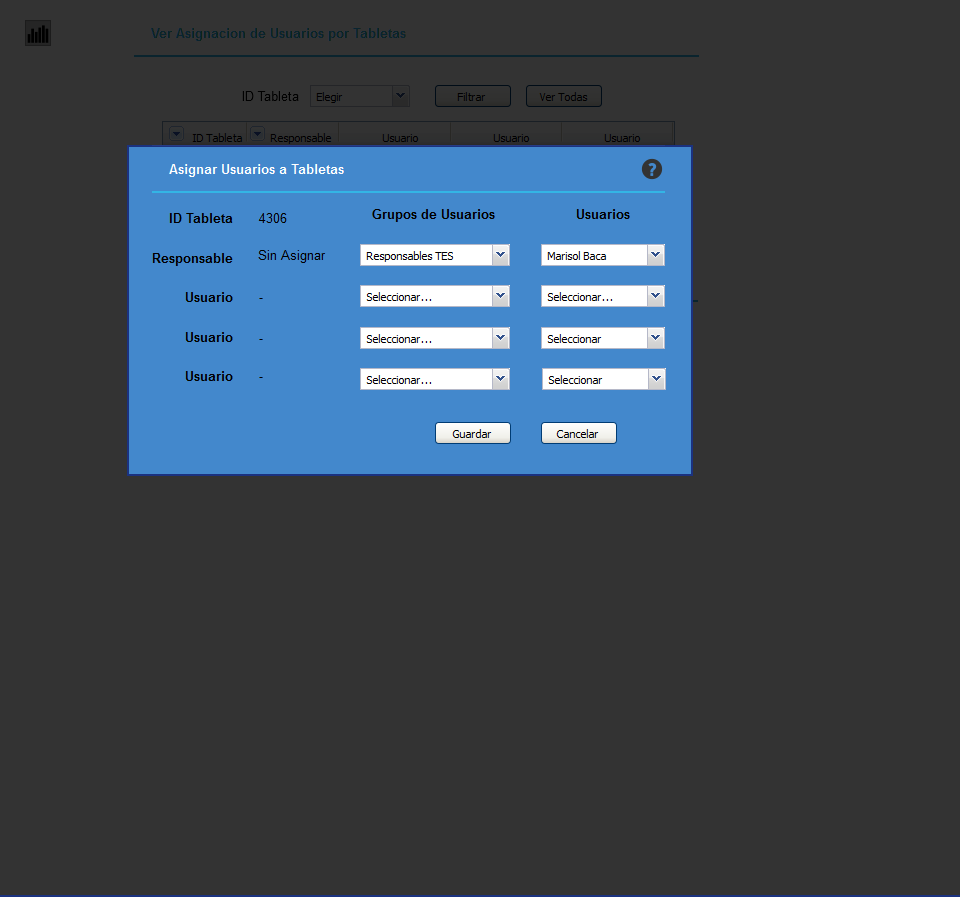 Ver Asignacion de Usuarios por Tabletas
ID Tableta Elegir Filtrar Ver Todas
ID Tableta Responsable Usuario Usuario Usuario
Asignar Usuarios a Tabletas ?
ID Tableta 4306 Grupos de Usuarios Usuarios
Responsable Sin Asignar Responsables TES Marisol Baca
Usuario - Seleccionar... Seleccionar...
Usuario - Seleccionar... Seleccionar
Usuario - Seleccionar... Seleccionar
Guardar Cancelar